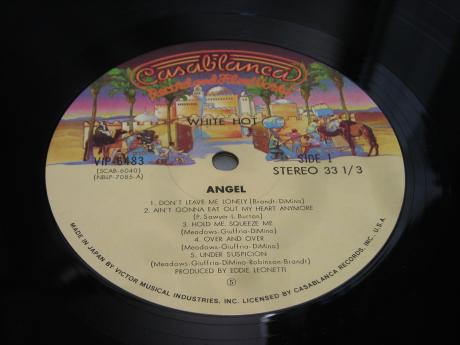 Casablanca
Record and FilmWorks
WHITE HOT
VIP-6483
(SCAB-6040)
(NBLP-7085-A)
SIDE 1
STEREO 33 1/3
ANGEL
1. DON'T LEAVE ME LONELY (Brandt-DiMino)
2. AIN'T GONNA EAT OUT MY HEART ANYMORE
(P. Sawyer-L. Burton)
3. HOLD ME, SQUEEZE ME
(Meadows-Giuffria-DiMino)
4. OVER AND OVER
(Meadows-Giuffria-DiMino)
5. UNDER SUSPICION
(Meadows-Giuffria-DiMino-Robinson-Brandt)
PRODUCED BY EDDIE LEONETTI
S
MADE IN JAPAN BY VICTOR MUSICAL INDUSTRIES, INC. LICENSED BY CASABLANCA RECORDS, INC., U.S.A.